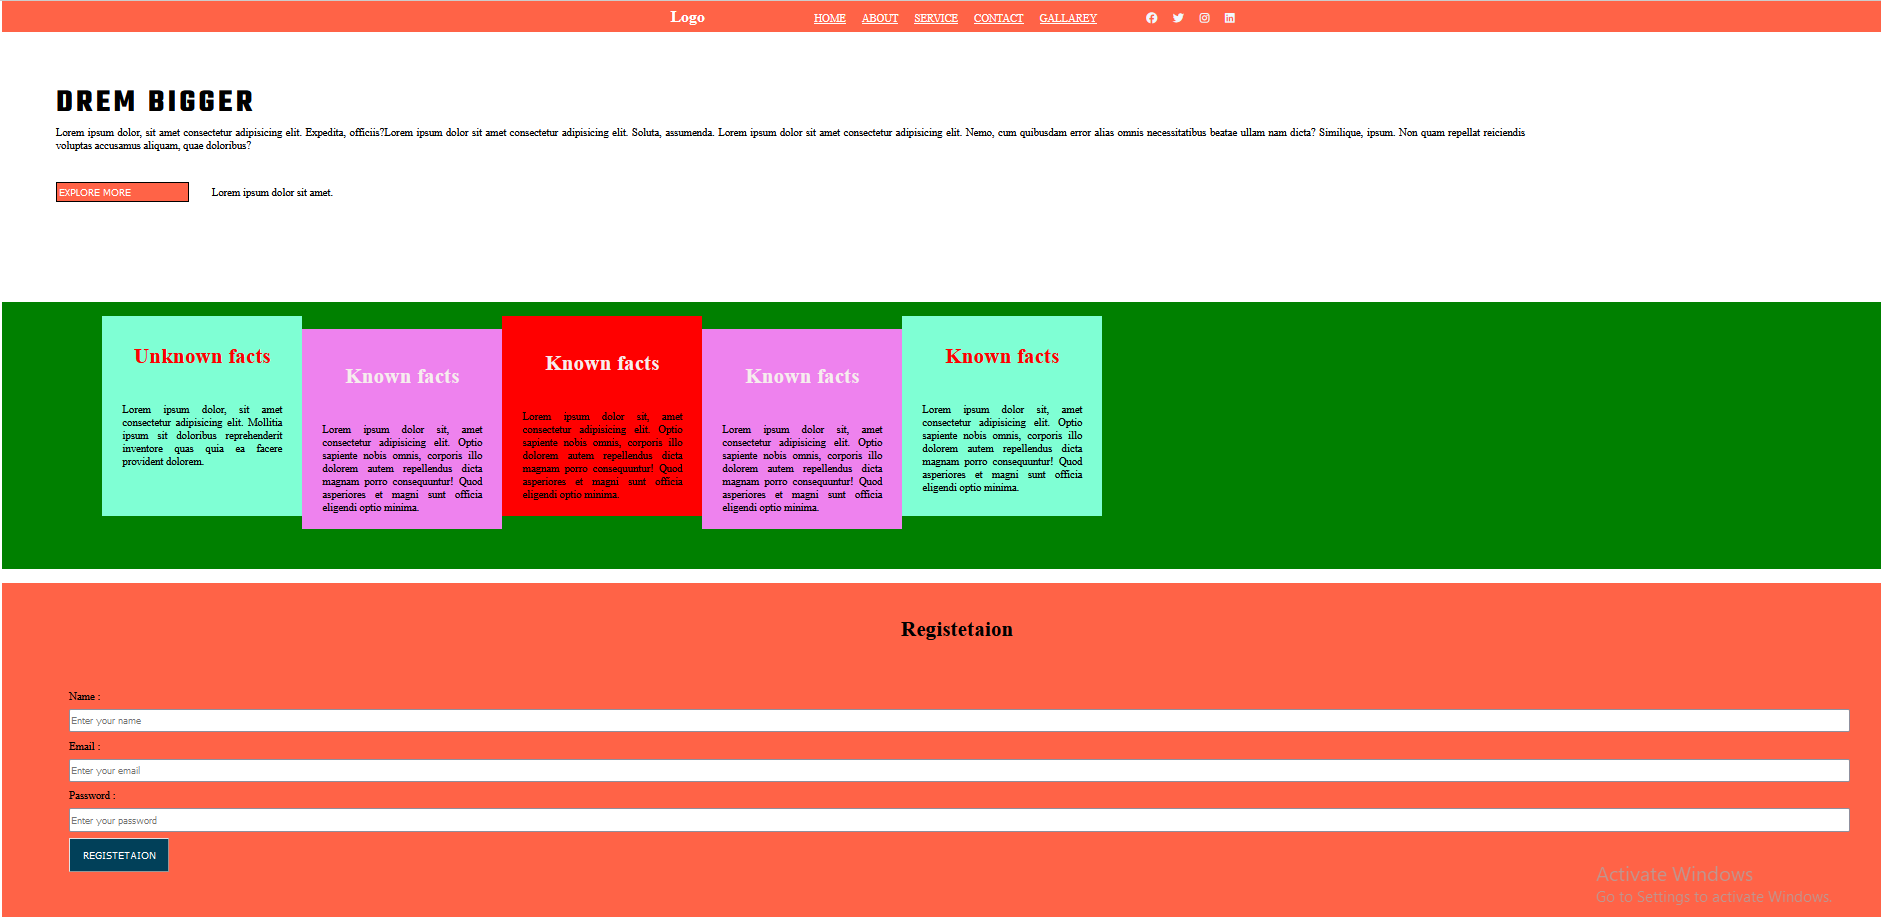 Logo HOME ABOUT SERVICE CONTACT GALLAREY
DREM BIGGER
Lorem ipsum dolor, sit amet consectetur adipisicing elit. Expedita, officiis?Lorem ipsum dolor sit amet consectetur adipisicing elit. Soluta, assumenda. Lorem ipsum dolor sit amet consectetur adipisicing elit. Nemo, cum quibusdam error alias omnis necessitatibus beatae ullam nam dicta? Similique, ipsum. Non quam repellat reiciendis
voluptas accusamus aliquam, quae doloribus?
EXPLORE MORE Lorem ipsum dolor sit amet.
Unknown facts
Lorem ipsum dolor, sit amet
consectetur adipisicing elit. Mollitia
ipsum sit doloribus reprehenderit
inventore quas quia ea facere
provident dolorem.
Known facts
Lorem ipsum dolor sit, amet
consectetur adipisicing elit. Optio
sapiente nobis omnis, corporis illo
dolorem autem repellendus dicta
magnam porro consequuntur! Quod
asperiores et magni sunt officia
eligendi optio minima.
Known facts
Lorem ipsum dolor sit, amet
consectetur adipisicing elit. Optio
sapiente nobis omnis, corporis illo
dolorem autem repellendus dicta
magnam porro consequuntur! Quod
asperiores et magni sunt officia
eligendi optio minima.
Known facts
Lorem ipsum dolor sit, amet
consectetur adipisicing elit. Optio
sapiente nobis omnis, corporis illo
dolorem autem repellendus dicta
magnam porro consequuntur! Quod
asperiores et magni sunt officia
eligendi optio minima.
Known facts
Lorem ipsum dolor sit, amet
consectetur adipisicing elit. Optio
sapiente nobis omnis, corporis illo
dolorem autem repellendus dicta
magnam porro consequuntur! Quod
asperiores et magni sunt officia
eligendi optio minima.
Registetaion
Name :
Enter your name
Email :
Enter your email
Password :
Enter your password
REGISTETAION
Activate Windows
Go to Settings to activate Windows.